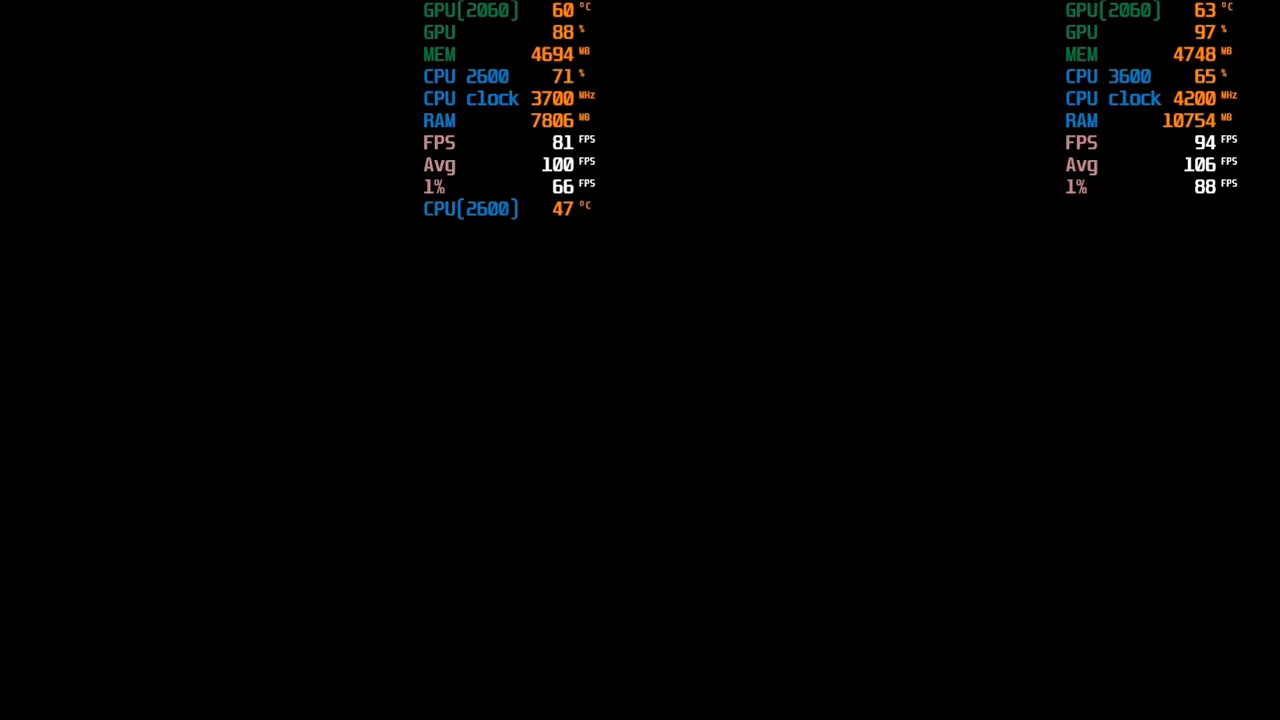 GPU(2060) 60 °C
GPU 88 %
MEM 4694 MB
CPU 2600 71 %
CPU clock 3700 MHz
RAM 7806 MB
FPS 81 FPS
Avg 100 FPS
1% 66 FPS
CPU(2600) 47 °C
GPU(2060) 63 °C
GPU 97 %
MEM 4748 MB
CPU 3600 65 %
CPU clock 4200 MHz
RAM 10754 MB
FPS 94 FPS
Avg 106 FPS
1% 88 FPS